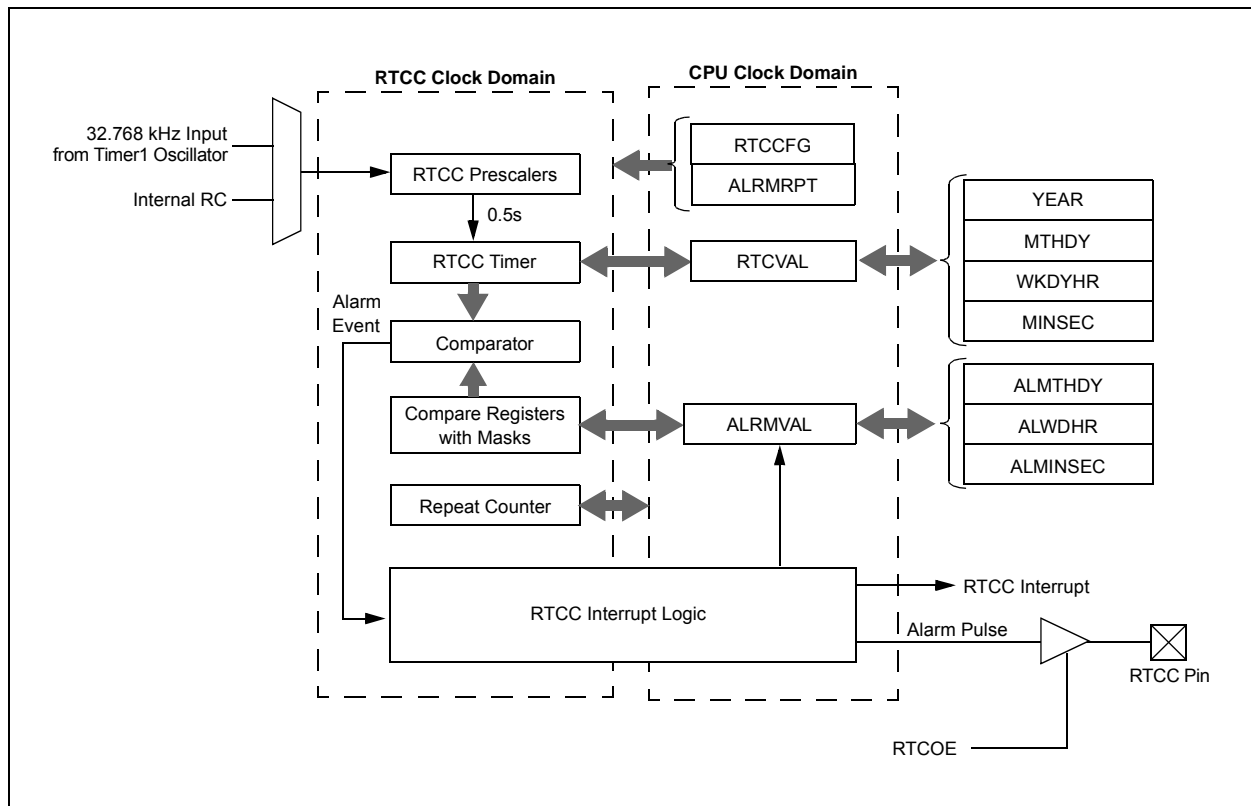 RTCC Clock Domain
CPU Clock Domain
32.768 kHz Input
from Timer1 Oscillator
Internal RC
RTCC Prescalers
0.5s
RTCC Timer
Alarm
Event
Comparator
Compare Registers
with Masks
Repeat Counter
RTCC Interrupt Logic
RTCCFG
ALRMRPT
RTCVAL
ALRMVAL
YEAR
MTHDY
WKDYHR
MINSEC
ALMTHDY
ALWDHR
ALMINSEC
RTCC Interrupt
Alarm Pulse
RTCC Pin
RTCOE